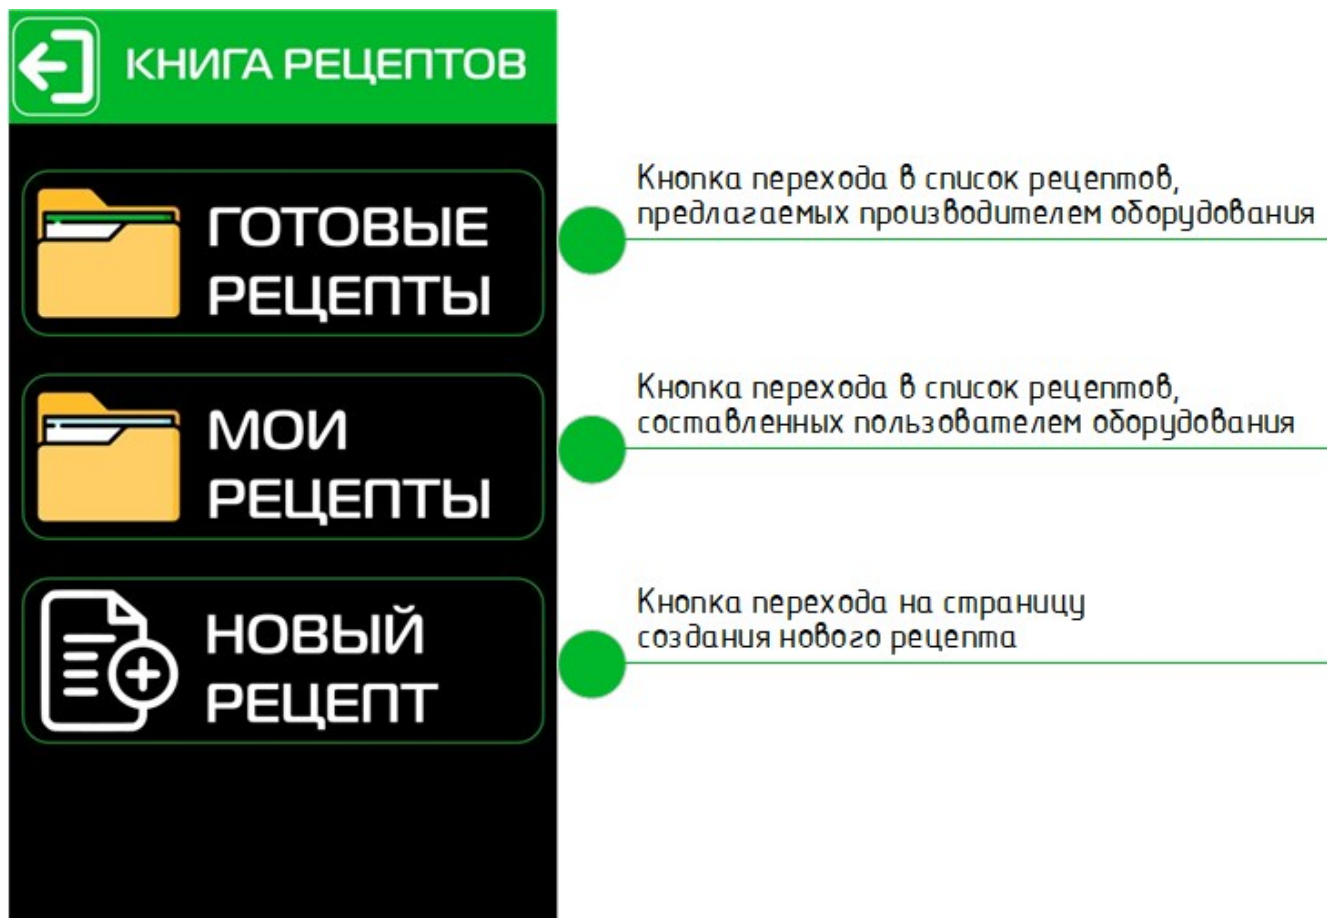 КНИГА РЕЦЕПТОВ
ГОТОВЫЕ
РЕЦЕПТЫ
Кнопка перехода в список рецептов,
предлагаемых производителем оборудования
МОИ
РЕЦЕПТЫ
Кнопка перехода в список рецептов,
составленных пользователем оборудования
НОВЫЙ
РЕЦЕПТ
Кнопка перехода на страницу
создания нового рецепта